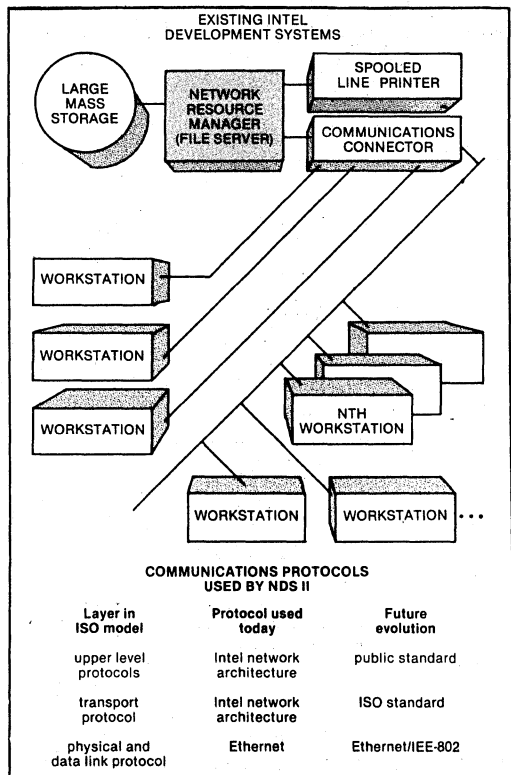 EXISTING INTEL
DEVELOPMENT SYSTEMS
LARGE
MASS
STORAGE
NETWORK
RESOURCE
MANAGER
(FILE SERVER)
SPOOLED
LINE PRINTER
COMMUNICATIONS
CONNECTOR
WORKSTATION
WORKSTATION
WORKSTATION
NTH
WORKSTATION
WORKSTATION
WORKSTATION ...
COMMUNICATIONS PROTOCOLS
USED BY NDS II
Layer in Protocol used Future
ISO model today evolution
upper level Intel network public standard
protocols architecture
transport Intel network ISO standard
protocol architecture
physical and Ethernet Ethernet/IEE-802
data link protocol